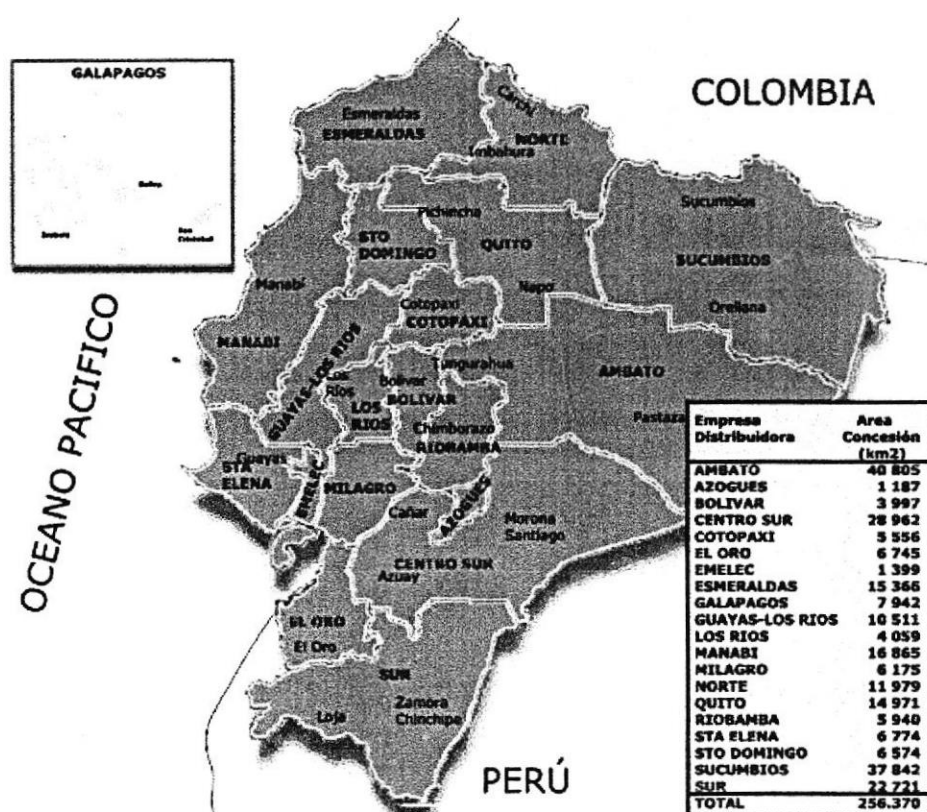 GALAPAGOS
Isabela
San
Cristobal
COLOMBIA
OCEANO PACIFICO
PERÚ
Esmeraldas
ESMERALDAS
Carchi
NORTE
Imbabura
Pichincha
QUITO
STO
DOMINGO
Napo
Sucumbios
SUCUMBIOS
Orellana
Manabí
MANABI
Cotopaxi
COTOPAXI
GUAYAS-LOS RIOS
Los
Ríos
LOS
RIOS
Bolivar
BOLIVAR
Tungurahua
AMBATO
Pastaza
Chimborazo
RIOBAMBA
Guayas
STA
ELENA
EMELEC
MILAGRO
Cañar
AZOGUES
Morona
Santiago
CENTRO SUR
Azuay
EL ORO
El Oro
SUR
Loja
Zamora
Chinchipe
Empresa Area
Distribuidora Concesión
(km2)
AMBATO 40 805
AZOGUES 1 187
BOLIVAR 3 997
CENTRO SUR 28 962
COTOPAXI 5 556
EL ORO 6 745
EMELEC 1 399
ESMERALDAS 15 366
GALAPAGOS 7 942
GUAYAS-LOS RIOS 10 511
LOS RIOS 4 059
MANABI 16 865
MILAGRO 6 175
NORTE 11 979
QUITO 14 971
RIOBAMBA 5 940
STA ELENA 6 774
STO DOMINGO 6 574
SUCUMBIOS 37 842
SUR 22 721
TOTAL 256.370